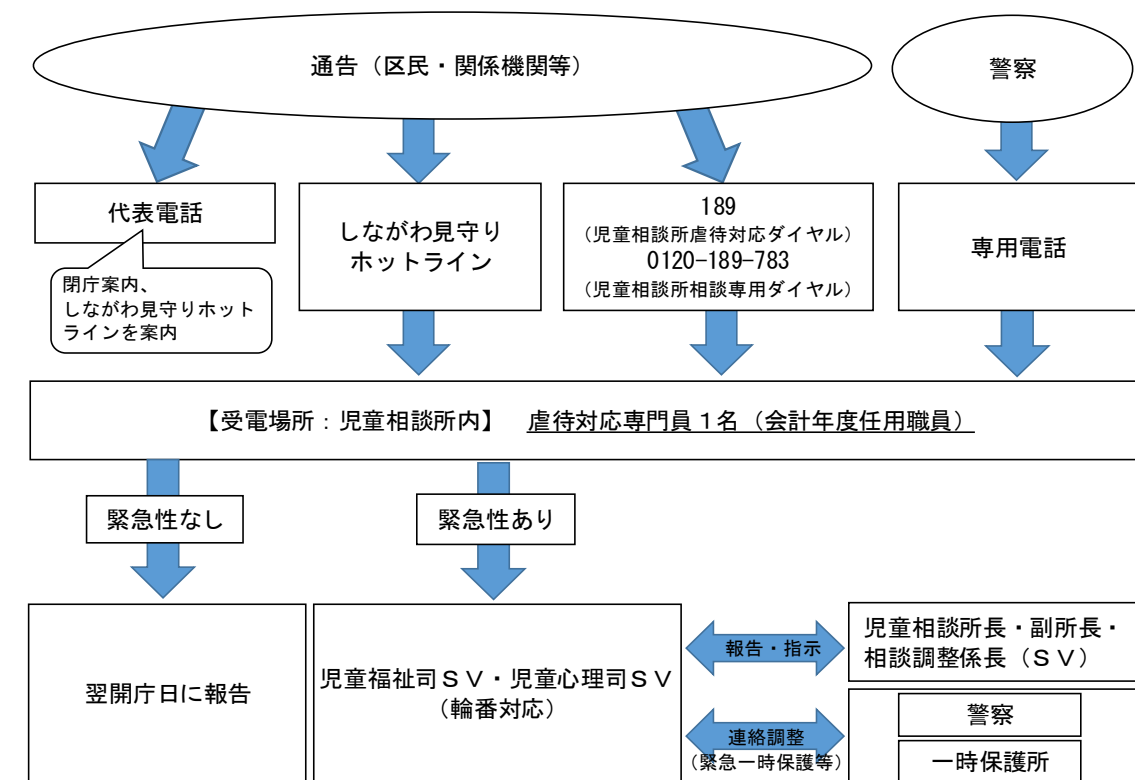 通告（区民・関係機関等）
警察
代表電話
閉庁案内、
しながわ見守りホット
ラインを案内
しながわ見守り
ホットライン
189
（児童相談所虐待対応ダイヤル）
0120-189-783
（児童相談所相談専用ダイヤル）
専用電話
【受電場所：児童相談所内】　虐待対応専門員１名（会計年度任用職員）
緊急性なし
緊急性あり
翌開庁日に報告
児童福祉司ＳＶ・児童心理司ＳＶ
（輪番対応）
報告・指示
児童相談所長・副所長・
相談調整係長（ＳＶ）
連絡調整
（緊急一時保護等）
警察
一時保護所